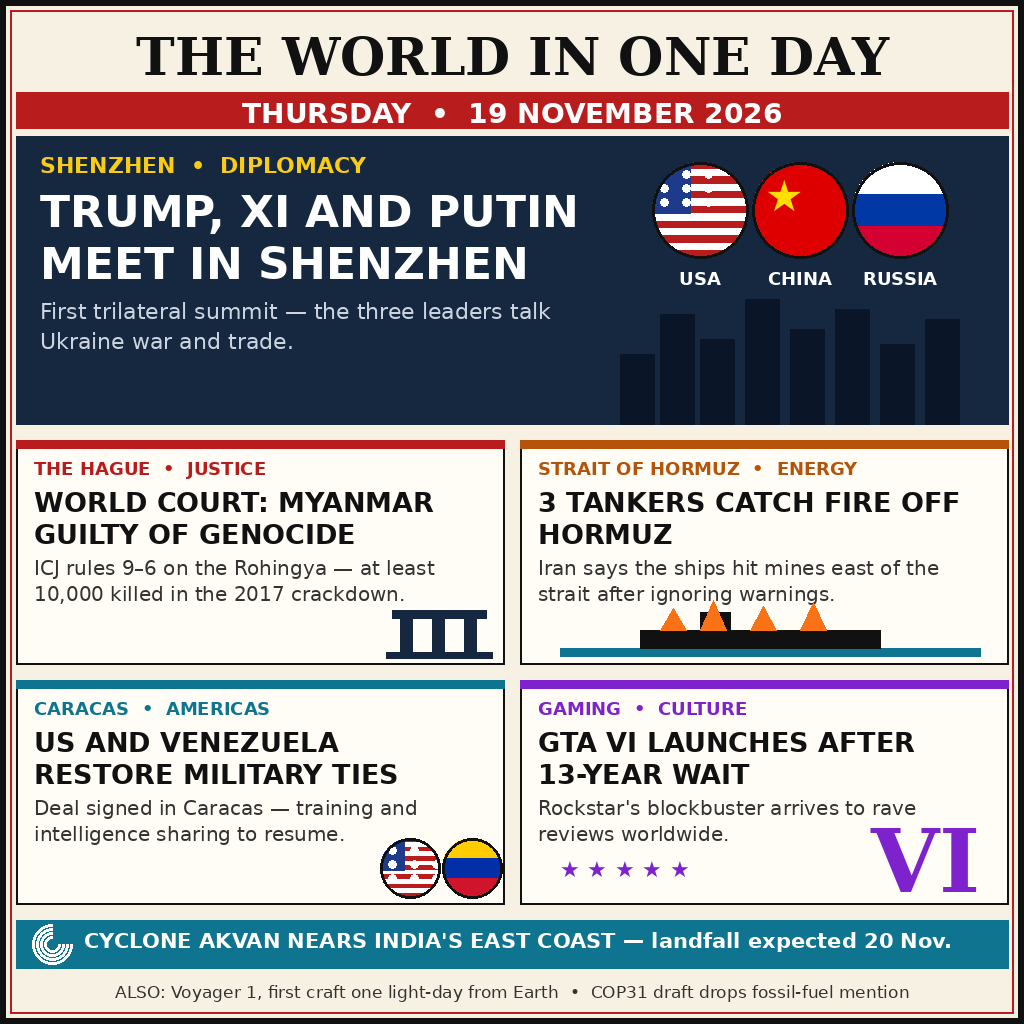 THE WORLD IN ONE DAY
THURSDAY • 19 NOVEMBER 2026
SHENZHEN • DIPLOMACY
TRUMP, XI AND PUTIN
MEET IN SHENZHEN
First trilateral summit — the three leaders talk
Ukraine war and trade.
USA CHINA RUSSIA
THE HAGUE • JUSTICE
WORLD COURT: MYANMAR
GUILTY OF GENOCIDE
ICJ rules 9–6 on the Rohingya — at least
10,000 killed in the 2017 crackdown.
STRAIT OF HORMUZ • ENERGY
3 TANKERS CATCH FIRE OFF
HORMUZ
Iran says the ships hit mines east of the
strait after ignoring warnings.
CARACAS • AMERICAS
US AND VENEZUELA
RESTORE MILITARY TIES
Deal signed in Caracas — training and
intelligence sharing to resume.
GAMING • CULTURE
GTA VI LAUNCHES AFTER
13-YEAR WAIT
Rockstar's blockbuster arrives to rave
reviews worldwide.
★ ★ ★ ★ ★
VI
CYCLONE AKVAN NEARS INDIA'S EAST COAST — landfall expected 20 Nov.
ALSO: Voyager 1, first craft one light-day from Earth • COP31 draft drops fossil-fuel mention